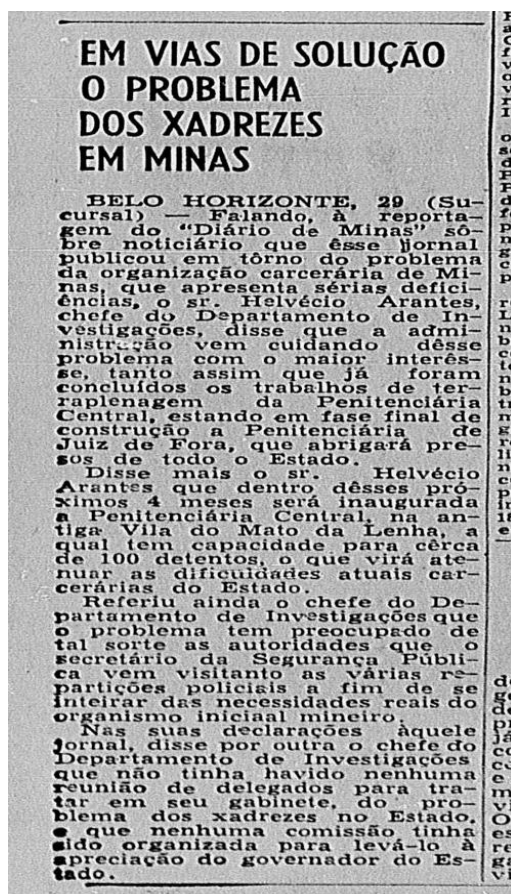 EM VIAS DE SOLUÇÃO
O PROBLEMA
DOS XADREZES
EM MINAS
BELO HORIZONTE, 29 (Su-
cursal) — Falando, à reporta-
gem do "Diário de Minas" sô-
bre noticiário que êsse jornal
publicou em tôrno do problema
da organização carcerária de Mi-
nas, que apresenta sérias defici-
ências, o sr. Helvécio Arantes,
chefe do Departamento de In-
vestigações, disse que a admi-
nistração vem cuidando dêsse
problema com o maior interês-
se, tanto assim que já foram
concluídos os trabalhos de ter-
raplenagem da Penitenciária
Central, estando em fase final de
construção a Penitenciária de
Juiz de Fora, que abrigará pre-
sos de todo o Estado.
Disse mais o sr. Helvécio
Arantes que dentro dêsses pró-
ximos 4 meses será inaugurada
a Penitenciária Central, na an-
tiga Vila do Mato da Lenha, a
qual tem capacidade para cêrca
de 100 detentos, o que virá ate-
nuar as dificuldades atuais car-
cerárias do Estado.
Referiu ainda o chefe do De-
partamento de Investigações que
o problema tem preocupado de
tal sorte as autoridades que o
secretário da Segurança Públi-
ca vem visitanto as várias re-
partições policiais a fim de se
inteirar das necessidades reais do
organismo iniciaal mineiro.
Nas suas declarações àquele
jornal, disse por outra o chefe do
Departamento de Investigações
que não tinha havido nenhuma
reunião de delegados para tra-
tar em seu gabinete, do pro-
blema dos xadrezes no Estado,
e que nenhuma comissão tinha
sido organizada para levá-lo à
apreciação do governador do Es-
tado.